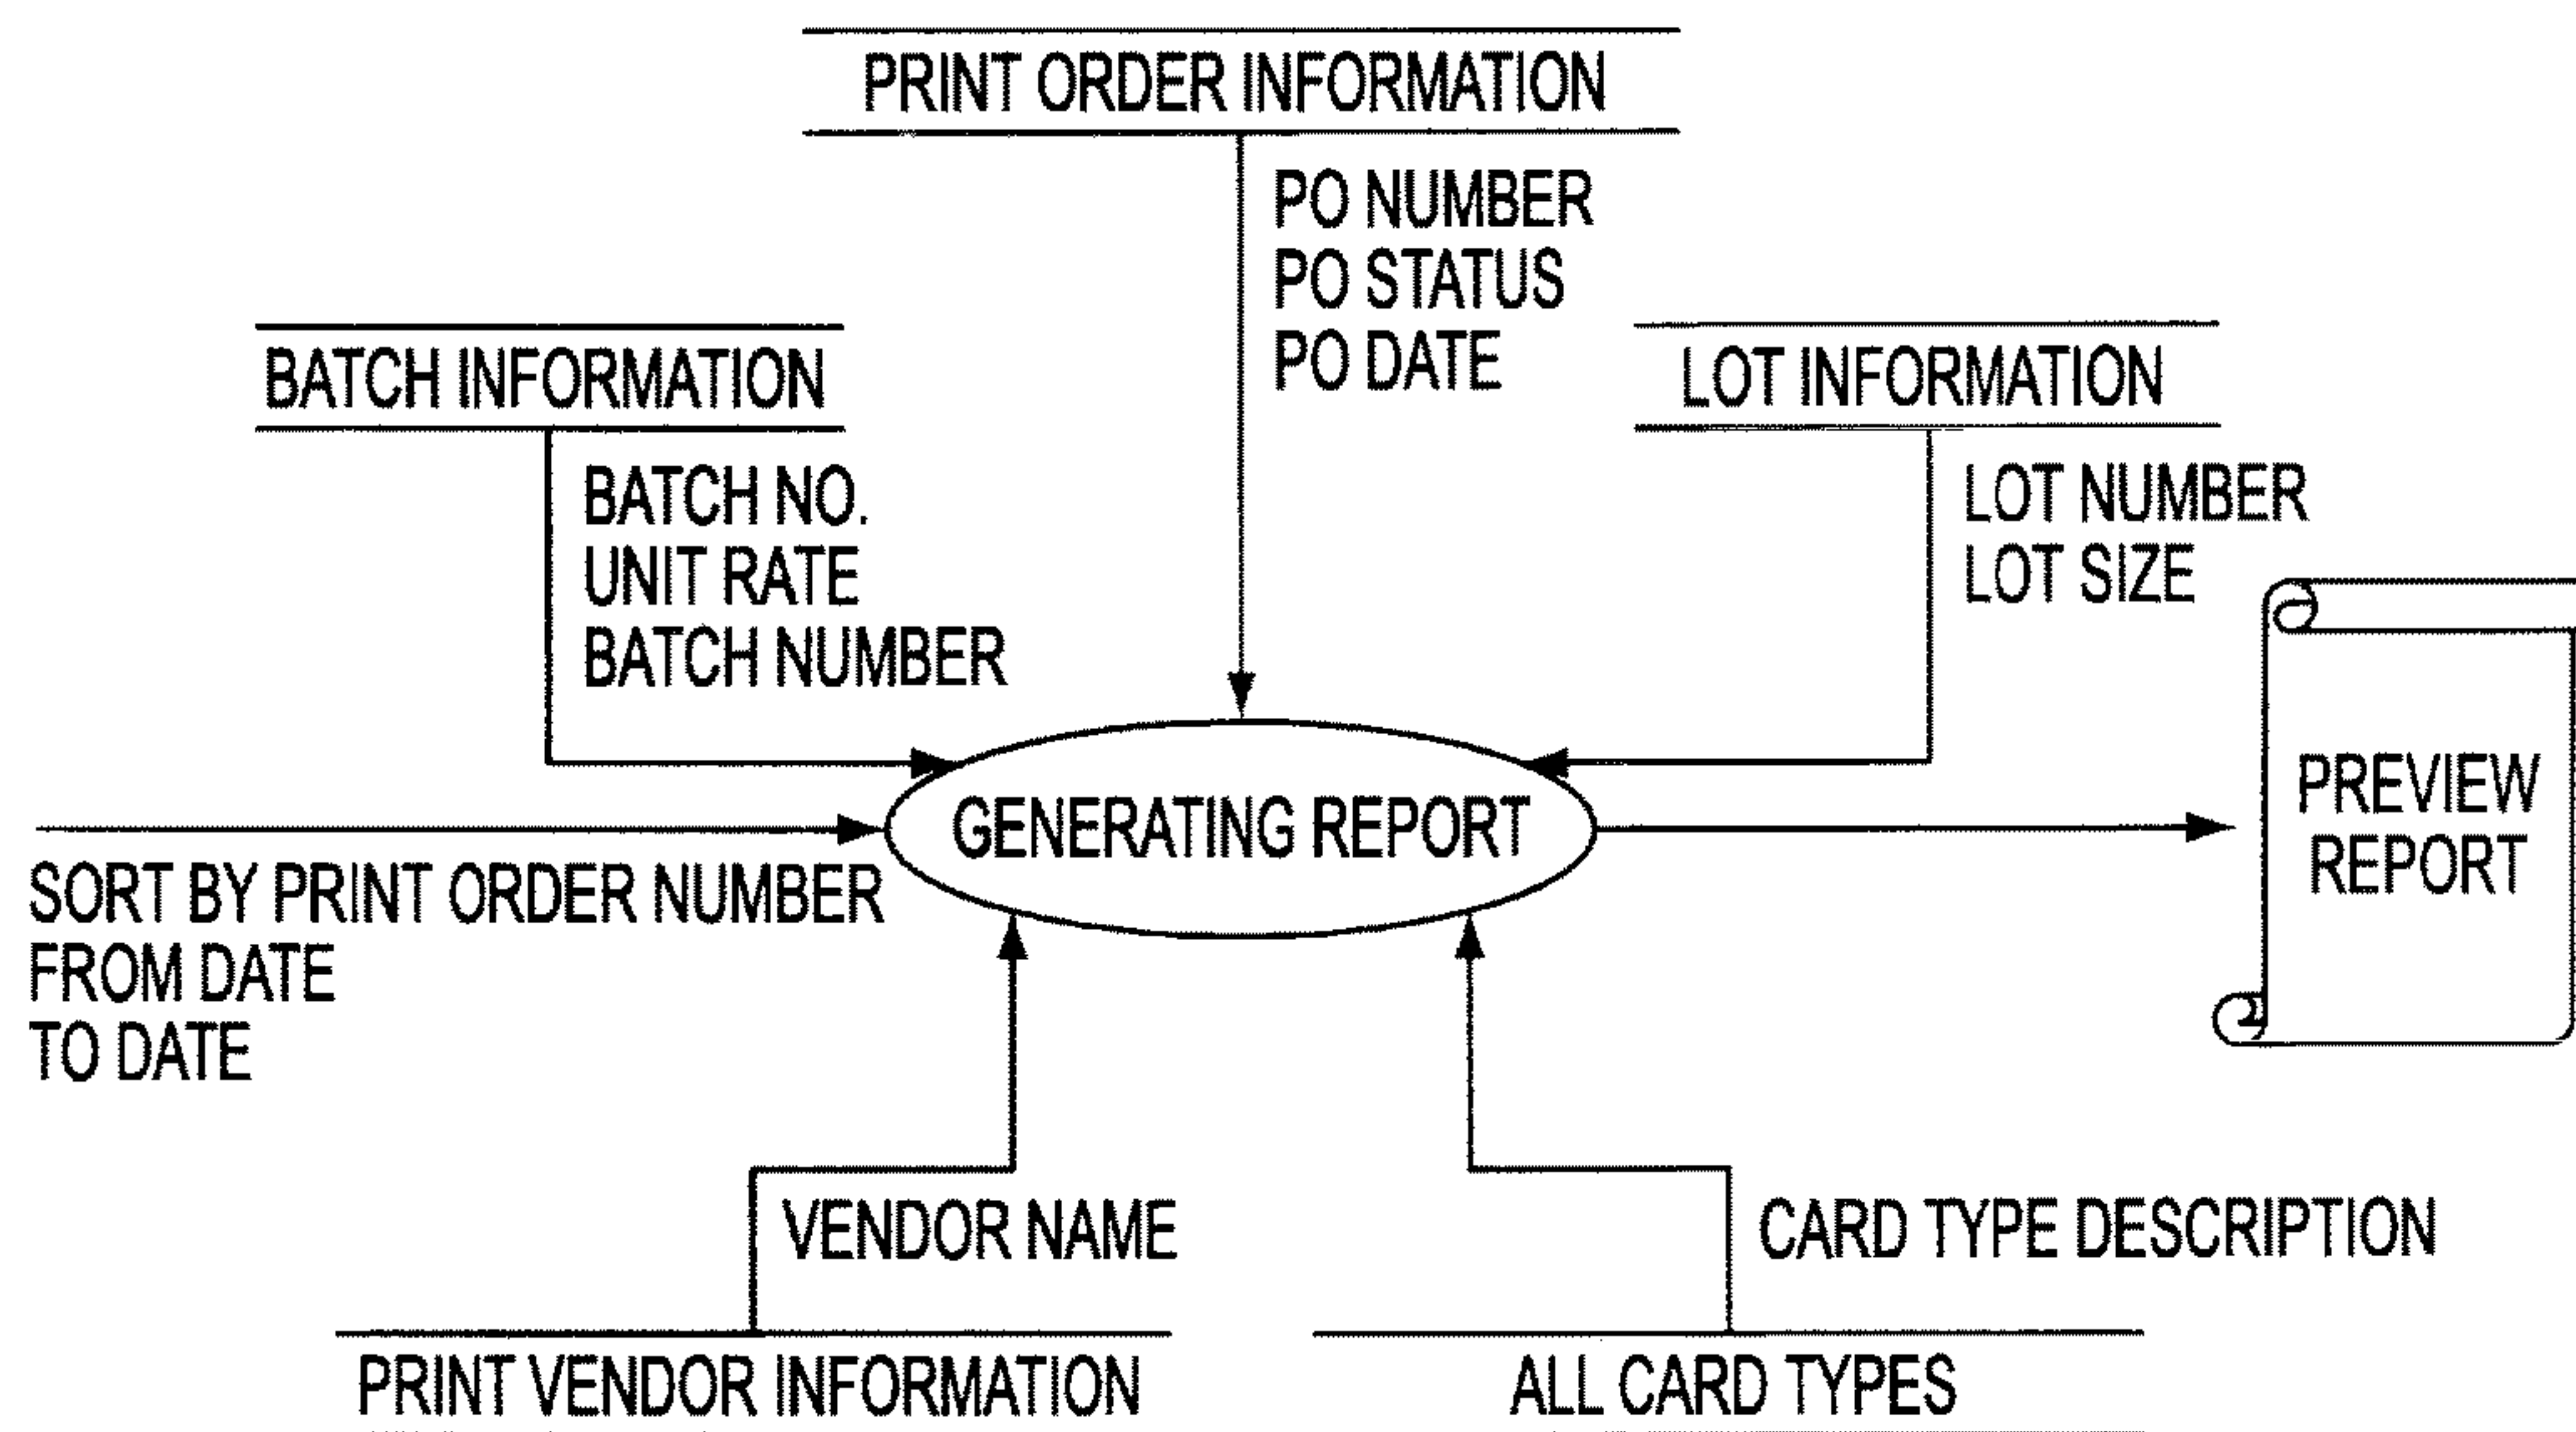 PRINT ORDER INFORMATION
PO NUMBER
PO STATUS
PO DATE
BATCH INFORMATION
BATCH NO.
UNIT RATE
BATCH NUMBER
LOT INFORMATION
LOT NUMBER
LOT SIZE
GENERATING REPORT
PREVIEW
REPORT
SORT BY PRINT ORDER NUMBER
FROM DATE
TO DATE
VENDOR NAME
CARD TYPE DESCRIPTION
PRINT VENDOR INFORMATION
ALL CARD TYPES